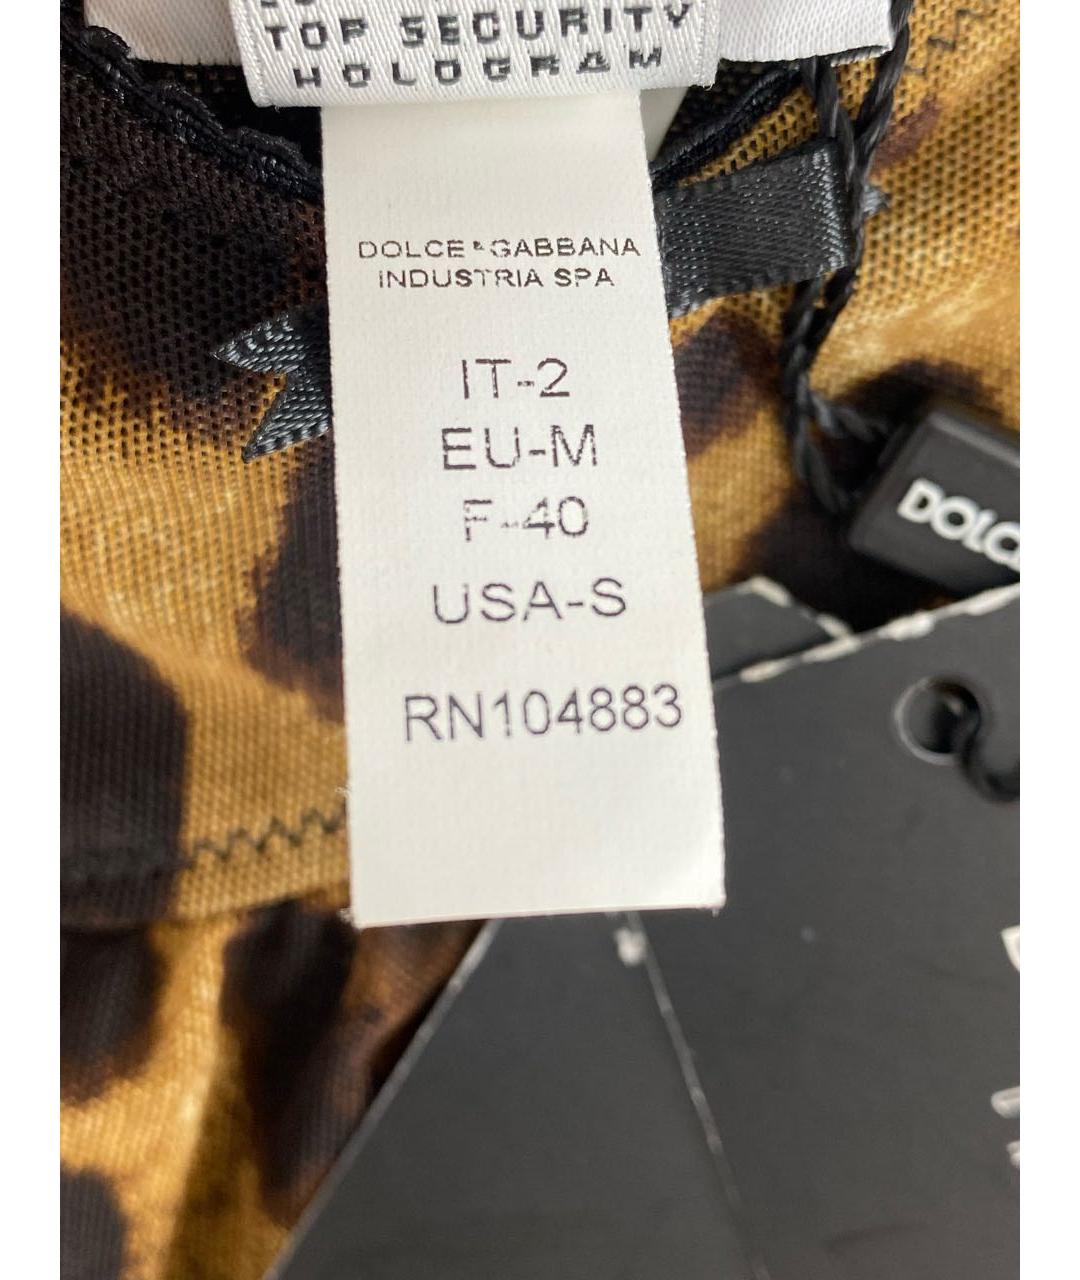 TOP SECURITY
HOLOGRAM
DOLCE & GABBANA
INDUSTRIA SPA
IT-2
EU-M
F-40
USA-S
RN104883
DOLC